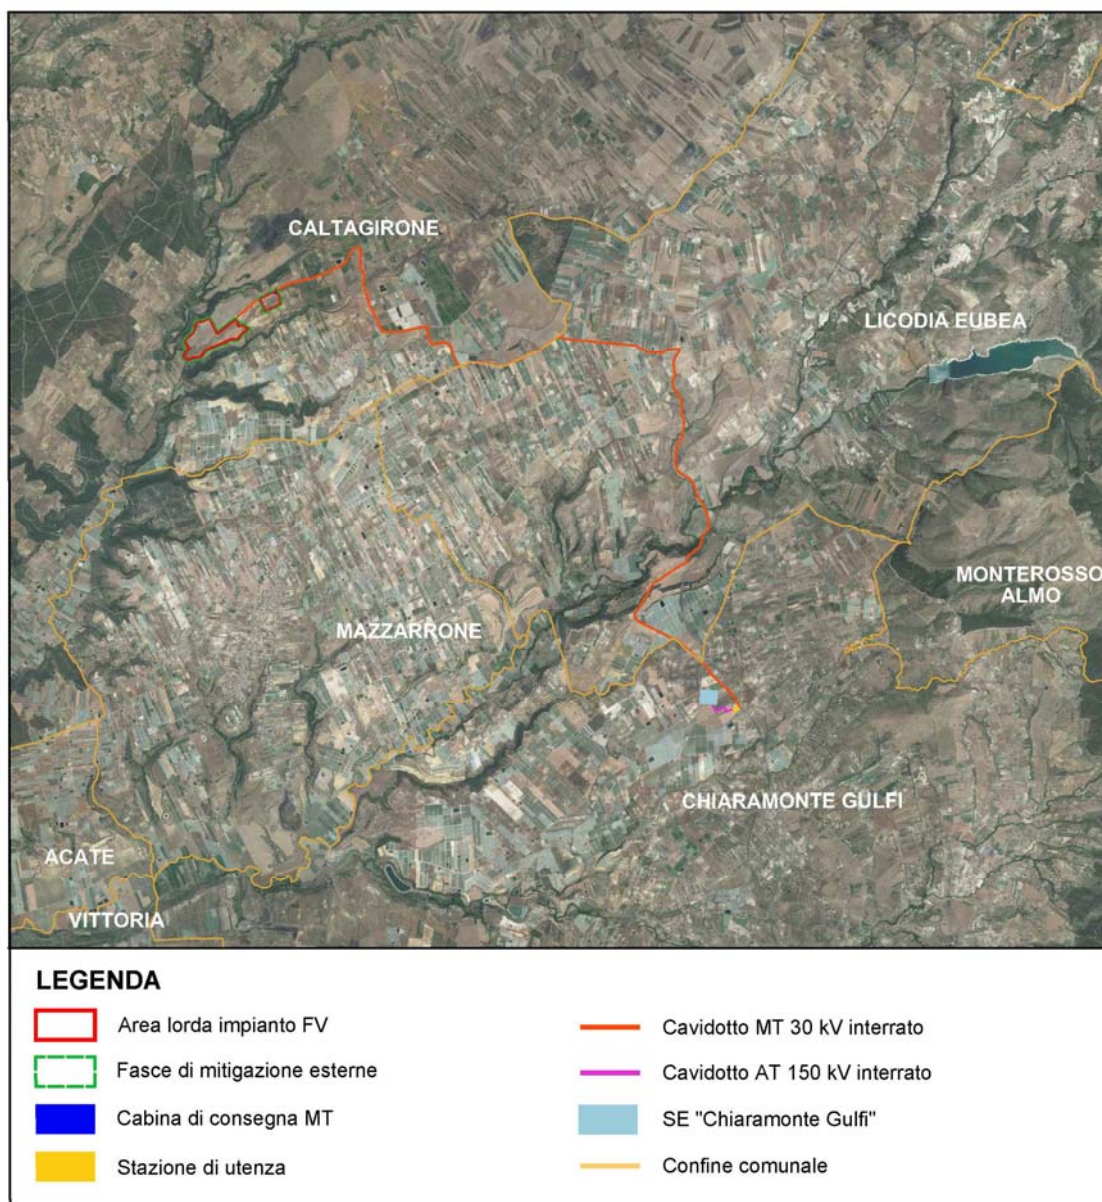 CALTAGIRONE
LICODIA EUBEA
MONTEROSSO
ALMO
MAZZARRONE
CHIARAMONTE GULFI
ACATE
VITTORIA
LEGENDA
Area lorda impianto FV
Fasce di mitigazione esterne
Cabina di consegna MT
Stazione di utenza
Cavidotto MT 30 kV interrato
Cavidotto AT 150 kV interrato
SE "Chiaramonte Gulfi"
Confine comunale